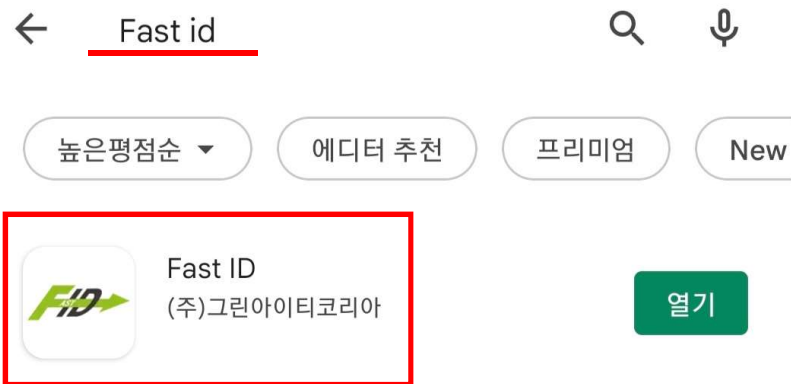 Fast id
높은평점순
에디터 추천
프리미엄
New
Fast ID
(주)그린아이티코리아
열기
FID
AST